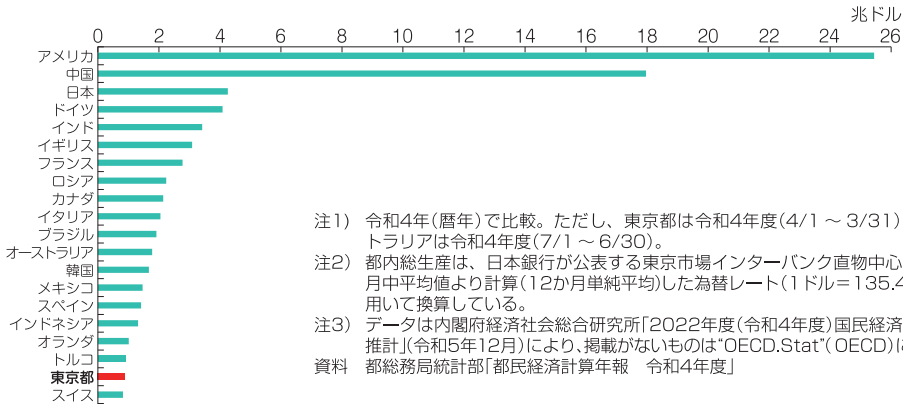 兆ドル
0 2 4 6 8 10 12 14 16 18 20 22 24 26
アメリカ
中国
日本
ドイツ
インド
イギリス
フランス
ロシア
カナダ
イタリア
ブラジル
オーストラリア
韓国
メキシコ
スペイン
インドネシア
オランダ
トルコ
東京都
スイス
注1) 令和4年(暦年)で比較。ただし、東京都は令和4年度(4/1～3/31)
トラリアは令和4年度(7/1～6/30)。
注2) 都内総生産は、日本銀行が公表する東京市場インターバンク直物中心
月中平均値より計算(12か月単純平均)した為替レート(1ドル＝135.4
用いて換算している。
注3) データは内閣府経済社会総合研究所「2022年度(令和4年度)国民経済
推計」(令和5年12月)により、掲載がないものは“OECD.Stat”(OECD)
資料 都総務局統計部「都民経済計算年報 令和4年度」